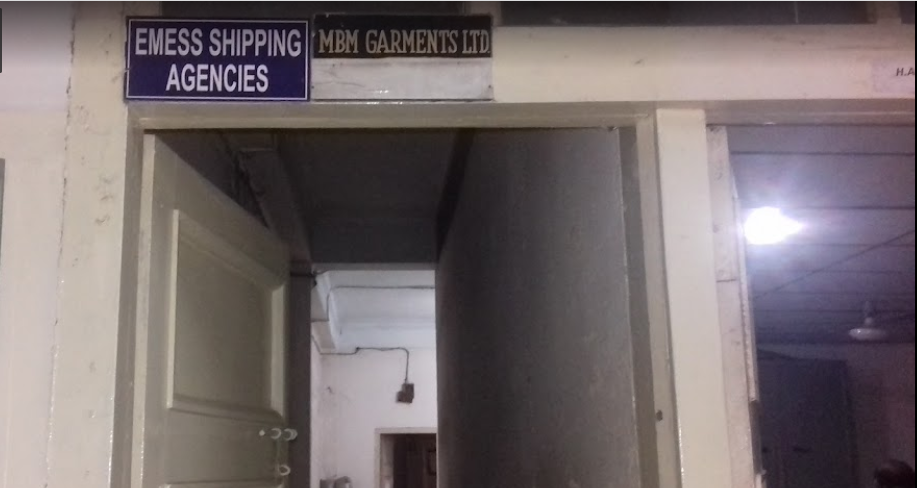 EMESS SHIPPING
AGENCIES
MBM GARMENTS LTD.
H.A